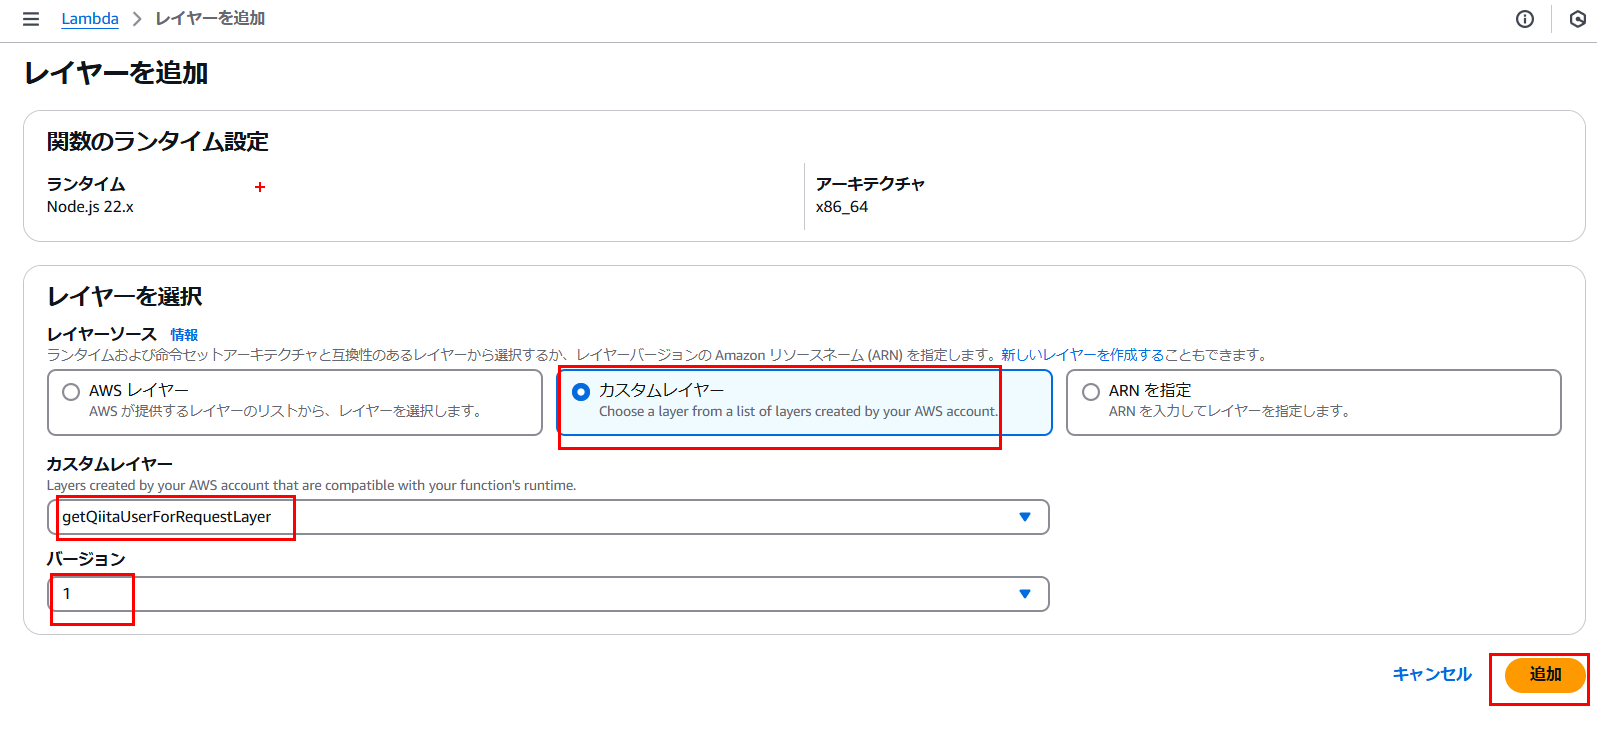 Lambda > レイヤーを追加
レイヤーを追加
関数のランタイム設定
ランタイム
Node.js 22.x
アーキテクチャ
x86_64
レイヤーを選択
レイヤーソース 情報
ランタイムおよび命令セットアーキテクチャと互換性のあるレイヤーから選択するか、レイヤーバージョンの Amazon リソースネーム (ARN) を指定します。新しいレイヤーを作成することもできます。
AWS レイヤー
AWS が提供するレイヤーのリストから、レイヤーを選択します。
カスタムレイヤー
Choose a layer from a list of layers created by your AWS account.
ARN を指定
ARN を入力してレイヤーを指定します。
カスタムレイヤー
Layers created by your AWS account that are compatible with your function's runtime.
getQiitaUserForRequestLayer
バージョン
1
キャンセル
追加